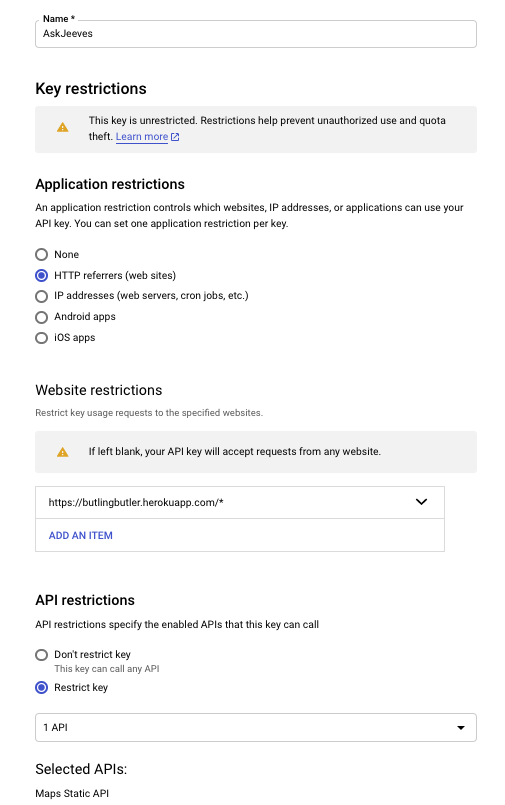 Name *
AskJeeves
Key restrictions
This key is unrestricted. Restrictions help prevent unauthorized use and quota
theft. Learn more
Application restrictions
An application restriction controls which websites, IP addresses, or applications can use your
API key. You can set one application restriction per key.
None
HTTP referrers (web sites)
IP addresses (web servers, cron jobs, etc.)
Android apps
iOS apps
Website restrictions
Restrict key usage requests to the specified websites.
If left blank, your API key will accept requests from any website.
https://butlingbutler.herokuapp.com/*
ADD AN ITEM
API restrictions
API restrictions specify the enabled APIs that this key can call
Don't restrict key
This key can call any API
Restrict key
1 API
Selected APIs:
Maps Static API